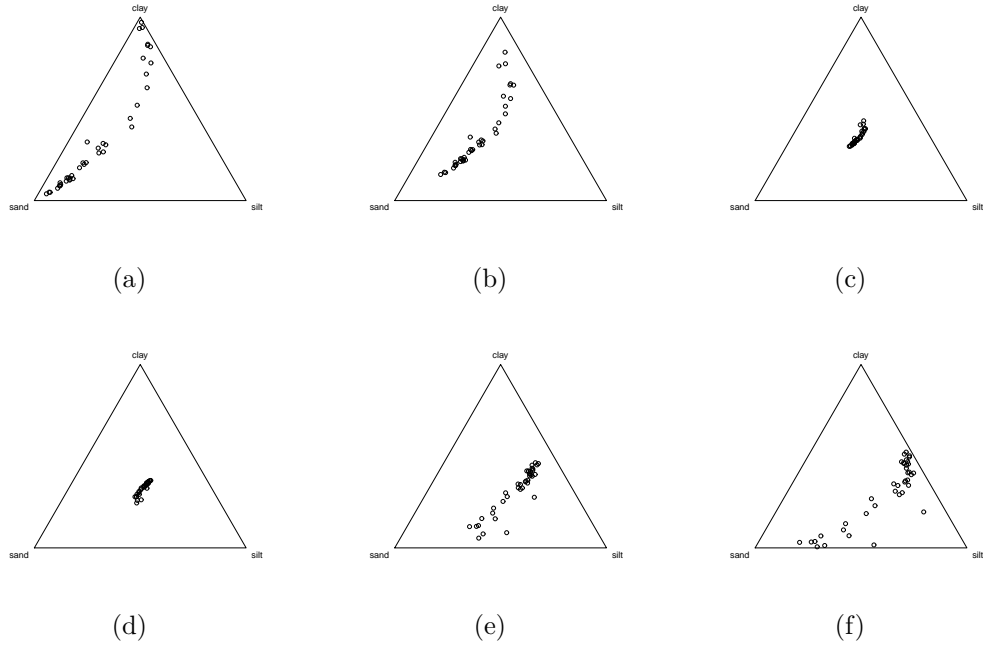 clay clay clay
sand silt sand silt sand silt
(a) (b) (c)
clay clay clay
sand silt sand silt sand silt
(d) (e) (f)